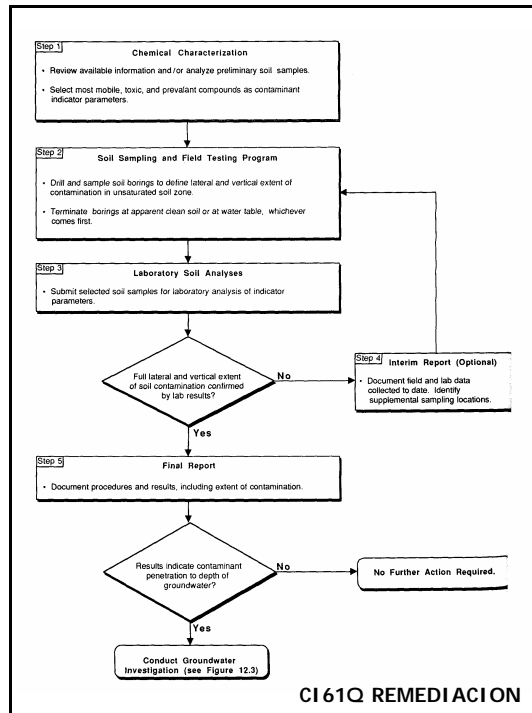 Step 1
Chemical Characterization
• Review available information and/or analyze preliminary soil samples.
• Select most mobile, toxic, and prevalant compounds as contaminant
indicator parameters.
Step 2
Soil Sampling and Field Testing Program
• Drill and sample soil borings to define lateral and vertical extent of
contamination in unsaturated soil zone.
• Terminate borings at apparent clean soil or at water table, whichever
comes first.
Step 3
Laboratory Soil Analyses
• Submit selected soil samples for laboratory analysis of indicator
parameters.
Full lateral and vertical extent
of soil contamination confirmed
by lab results?
No
Step 4
Interim Report (Optional)
• Document field and lab data
collected to date. Identify
supplemental sampling locations.
Yes
Step 5
Final Report
• Document procedures and results, including extent of contamination.
Results indicate contaminant
penetration to depth of
groundwater?
No
No Further Action Required.
Yes
Conduct Groundwater
Investigation (see Figure 12.3)
CI61Q REMEDIACION